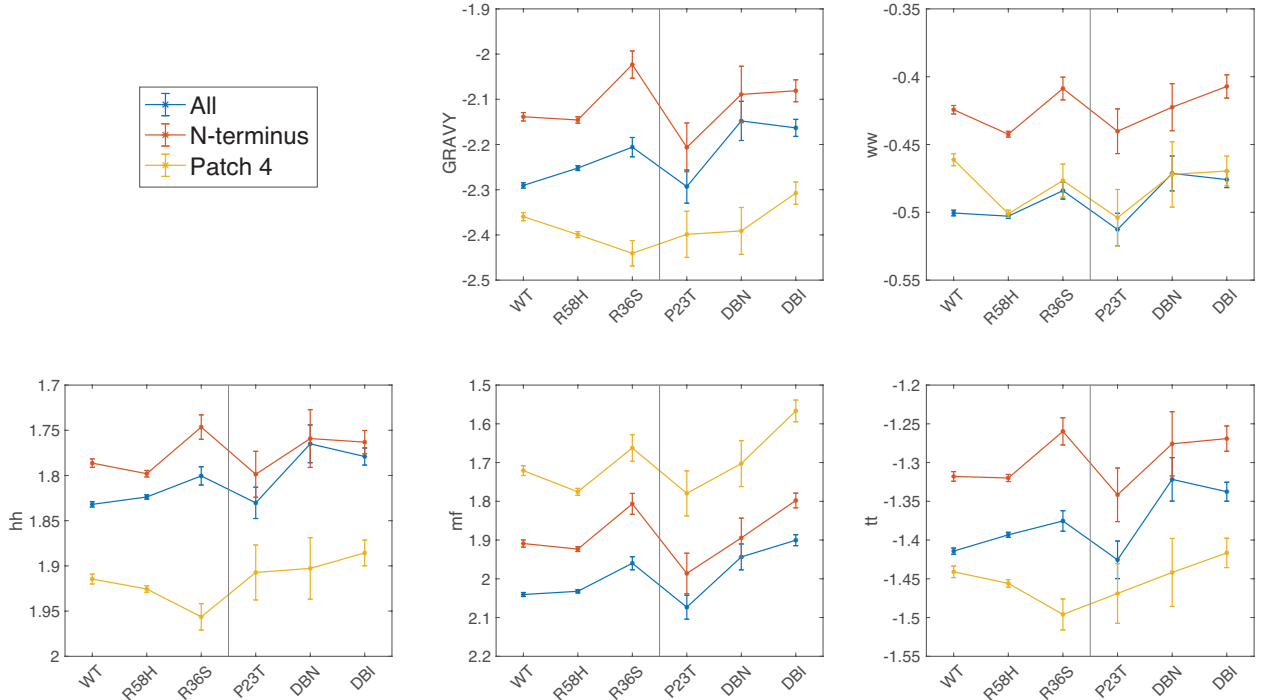 All
N-terminus
Patch 4
-1.9
-2
-2.1
-2.2
-2.3
-2.4
-2.5
GRAVY
WT
R58H
R36S
P23T
DBN
DBI
-0.35
-0.4
-0.45
-0.5
-0.55
ww
WT
R58H
R36S
P23T
DBN
DBI
1.7
1.75
1.8
1.85
1.9
1.95
2
hh
WT
R58H
R36S
P23T
DBN
DBI
1.5
1.6
1.7
1.8
1.9
2
2.1
2.2
mf
WT
R58H
R36S
P23T
DBN
DBI
-1.2
-1.25
-1.3
-1.35
-1.4
-1.45
-1.5
-1.55
tt
WT
R58H
R36S
P23T
DBN
DBI